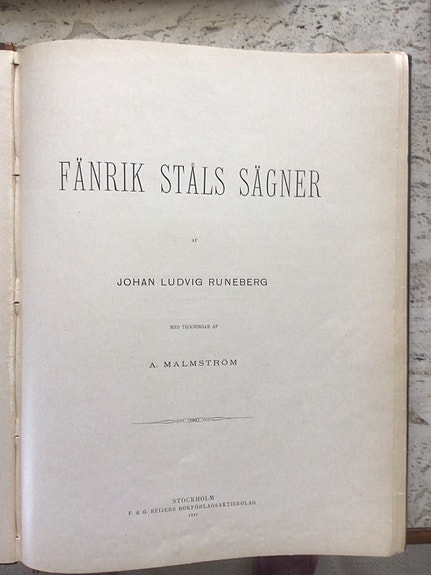 FÄNRIK STÅLS SÄGNER
AF
JOHAN LUDVIG RUNEBERG
MED TECKNINGAR AF
A. MALMSTRÖM
STOCKHOLM
F. & G. BEIJERS BOKFÖRLAGSAKTIEBOLAG